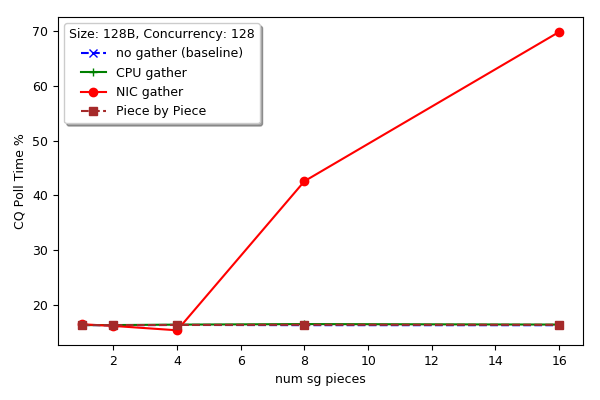 Size: 128B, Concurrency: 128
no gather (baseline)
CPU gather
NIC gather
Piece by Piece
CQ Poll Time %
70
60
50
40
30
20
2 4 6 8 10 12 14 16
num sg pieces